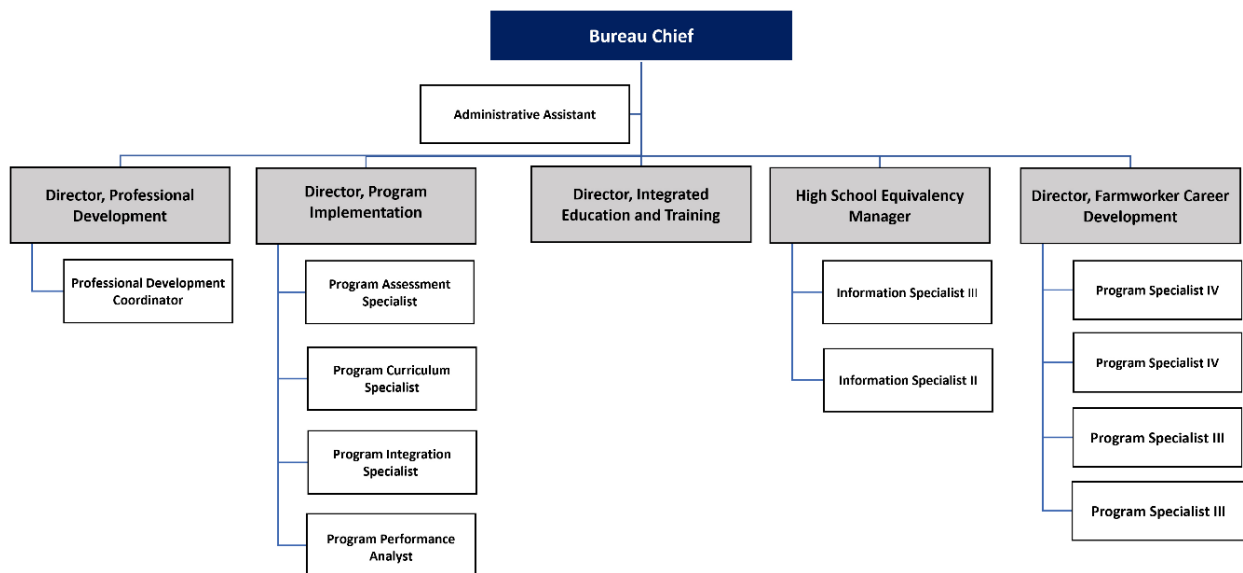 Bureau Chief
Administrative Assistant
Director, Professional
Development
Professional Development
Coordinator
Director, Program
Implementation
Program Assessment
Specialist
Program Curriculum
Specialist
Program Integration
Specialist
Program Performance
Analyst
Director, Integrated
Education and Training
High School Equivalency
Manager
Information Specialist III
Information Specialist II
Director, Farmworker Career
Development
Program Specialist IV
Program Specialist IV
Program Specialist III
Program Specialist III